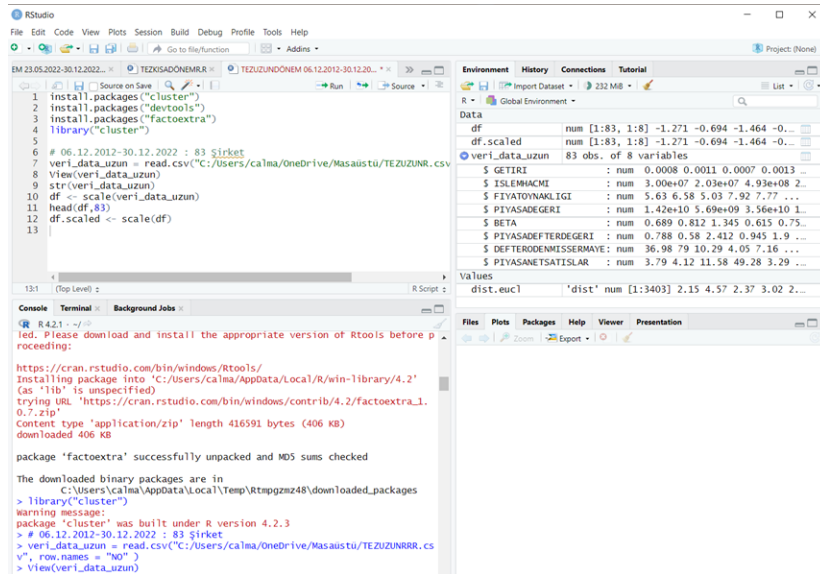 RStudio
File Edit Code View Plots Session Build Debug Profile Tools Help
Go to file/function
Addins
Project: (None)
EM 23.05.2022-30.12.2022...
TEZKISADÖNEMR.R
TEZUZUNDÖNEM 06.12.2012-30.12.20...*
Source on Save
Run
Source
1 install.packages("cluster")
2 install.packages("devtools")
3 install.packages("factoextra")
4 library("cluster")
5
6 # 06.12.2012-30.12.2022 : 83 Şirket
7 veri_data_uzun = read.csv("C:/Users/calma/OneDrive/Masaüstü/TEZUZUNR.csv
8 View(veri_data_uzun)
9 str(veri_data_uzun)
10 df <- scale(veri_data_uzun)
11 head(df,83)
12 df.scaled <- scale(df)
13
13:1 (Top Level) R Script
Console Terminal Background Jobs
R 4.2.1 · ~/
led. Please download and install the appropriate version of Rtools before p
roceeding:
https://cran.rstudio.com/bin/windows/Rtools/
Installing package into 'C:/Users/calma/AppData/Local/R/win-library/4.2'
(as 'lib' is unspecified)
trying URL 'https://cran.rstudio.com/bin/windows/contrib/4.2/factoextra_1.
0.7.zip'
Content type 'application/zip' length 416591 bytes (406 KB)
downloaded 406 KB
package 'factoextra' successfully unpacked and MD5 sums checked
The downloaded binary packages are in
C:\Users\calma\AppData\Local\Temp\Rtmpgzmz48\downloaded_packages
> library("cluster")
Warning message:
package 'cluster' was built under R version 4.2.3
> # 06.12.2012-30.12.2022 : 83 Şirket
> veri_data_uzun = read.csv("C:/Users/calma/OneDrive/Masaüstü/TEZUZUNRRR.cs
v", row.names = "NO" )
> View(veri_data_uzun)
Environment History Connections Tutorial
Import Dataset
232 MiB
List
R
Global Environment
Data
df num [1:83, 1:8] -1.271 -0.694 -1.464 -0...
df.scaled num [1:83, 1:8] -1.271 -0.694 -1.464 -0...
veri_data_uzun 83 obs. of 8 variables
$ GETIRI : num 0.0008 0.0011 0.0007 0.0013 ...
$ ISLEMHACMI : num 3.00e+07 2.03e+07 4.93e+08 2...
$ FIYATOYNAKLIGI : num 5.63 6.58 5.03 7.92 7.77 ...
$ PIYASADEGERI : num 1.42e+10 5.69e+09 3.56e+10 1...
$ BETA : num 0.689 0.812 1.345 0.615 0.75...
$ PIYASADEFTERDEGERI : num 0.788 0.58 2.412 0.945 1.9 ...
$ DEFTERODENMISSERMAYE: num 36.98 79 10.29 4.05 7.16 ...
$ PIYASANETSATISLAR : num 3.79 4.12 11.58 49.28 3.29 ...
Values
dist.eucl 'dist' num [1:3403] 2.15 4.57 2.37 3.02 2...
Files Plots Packages Help Viewer Presentation
Zoom
Export